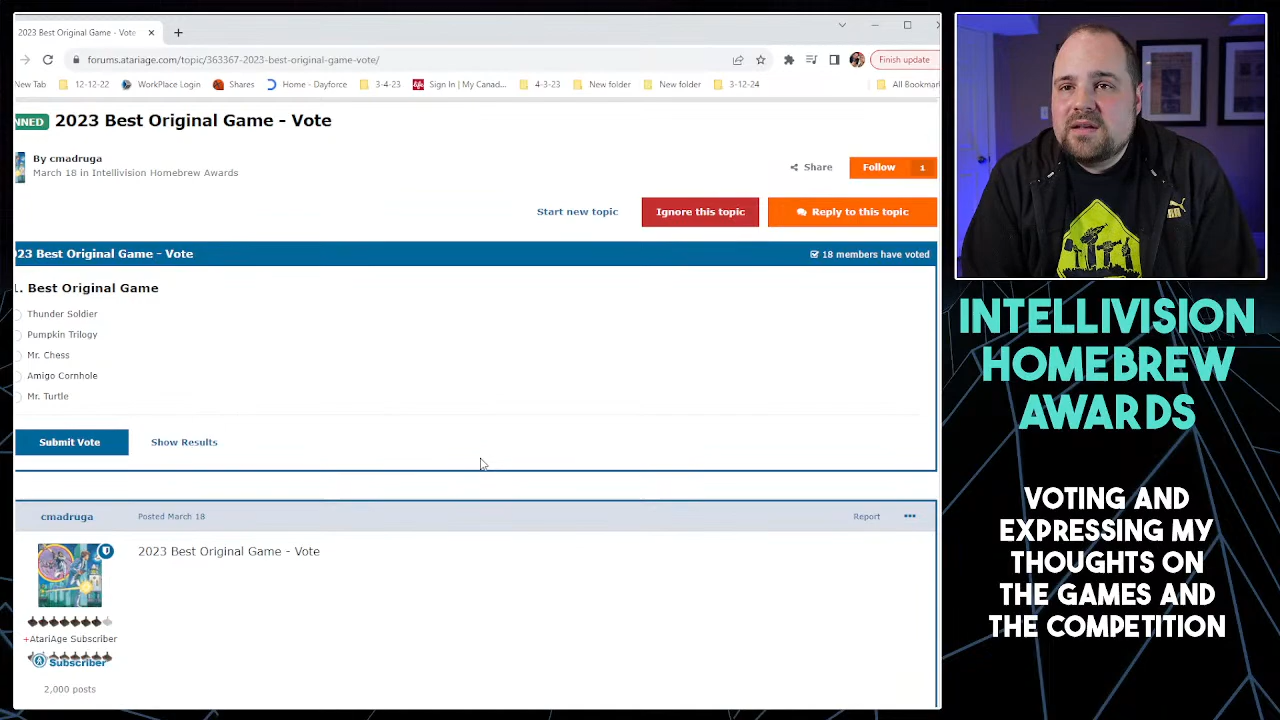 2023 Best Original Game - Vote
forums.atariage.com/topic/363367-2023-best-original-game-vote/
Finish update
New Tab
12-12-22
WorkPlace Login
Shares
Home - Dayforce
3-4-23
Sign In | My Canad...
4-3-23
New folder
New folder
3-12-24
All Bookmar
NNED
2023 Best Original Game - Vote
By cmadruga
March 18 in Intellivision Homebrew Awards
Share
Follow 1
Start new topic
Ignore this topic
Reply to this topic
023 Best Original Game - Vote
18 members have voted
1. Best Original Game
Thunder Soldier
Pumpkin Trilogy
Mr. Chess
Amigo Cornhole
Mr. Turtle
Submit Vote
Show Results
cmadruga
Posted March 18
Report
2023 Best Original Game - Vote
+AtariAge Subscriber
Subscriber
2,000 posts
INTELLIVISION
HOMEBREW
AWARDS
VOTING AND
EXPRESSING MY
THOUGHTS ON
THE GAMES AND
THE COMPETITION